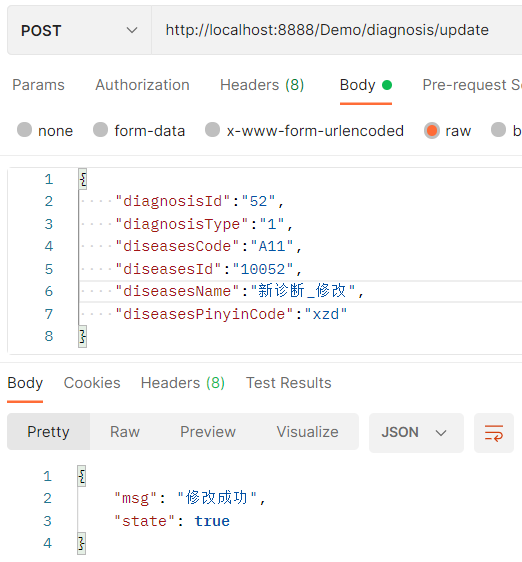 POST http://localhost:8888/Demo/diagnosis/update
Params Authorization Headers (8) Body Pre-request S
none form-data x-www-form-urlencoded raw b
1 {
2 "diagnosisId":"52",
3 "diagnosisType":"1",
4 "diseasesCode":"A11",
5 "diseasesId":"10052",
6 "diseasesName":"新诊断_修改",
7 "diseasesPinyinCode":"xzd"
8 }
Body Cookies Headers (8) Test Results
Pretty Raw Preview Visualize JSON
1 {
2 "msg": "修改成功",
3 "state": true
4 }